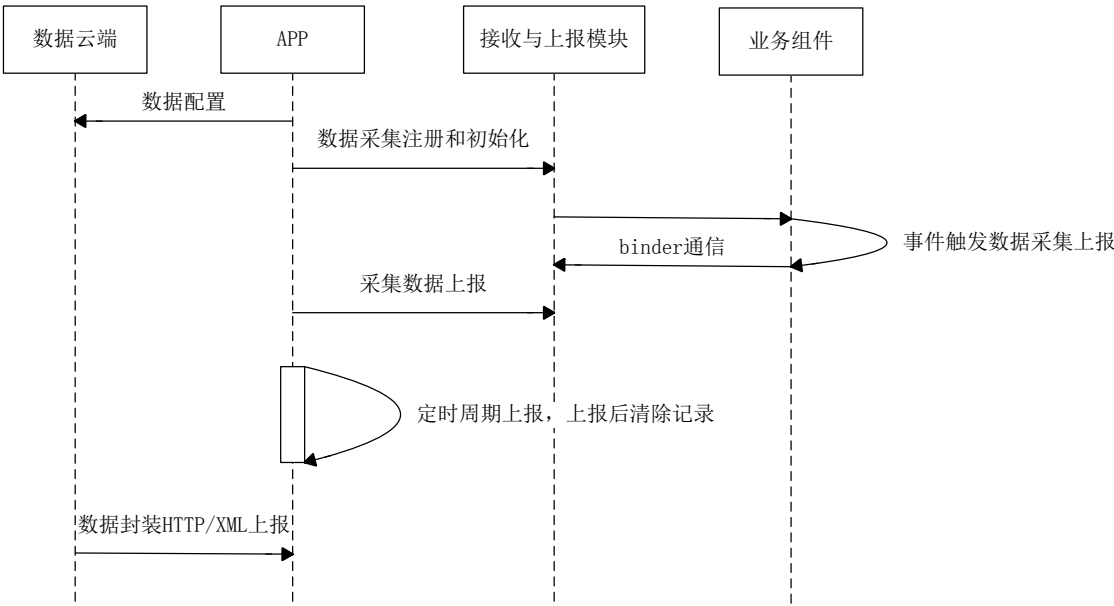 数据云端
APP
接收与上报模块
业务组件
数据配置
数据采集注册和初始化
binder通信
事件触发数据采集上报
采集数据上报
定时周期上报，上报后清除记录
数据封装HTTP/XML上报